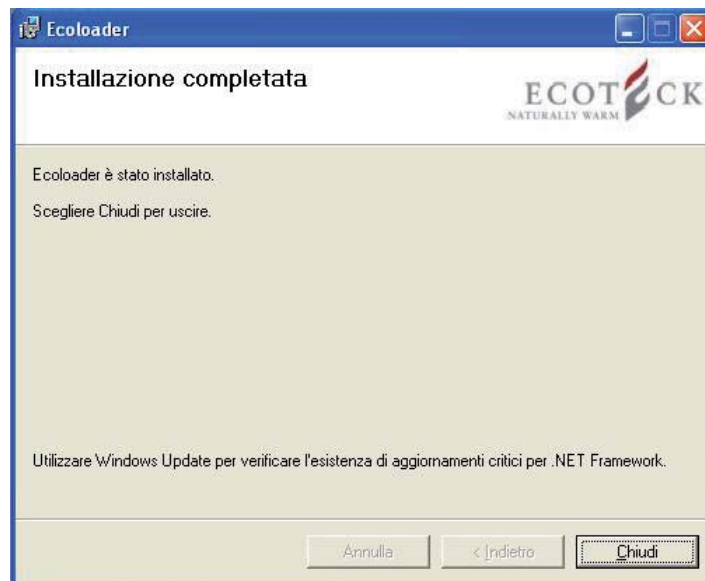 Ecoloader
Installazione completata
ECOTECK
NATURALLY WARM
Ecoloader è stato installato.
Scegliere Chiudi per uscire.
Utilizzare Windows Update per verificare l'esistenza di aggiornamenti critici per .NET Framework.
Annulla
< Indietro
Chiudi